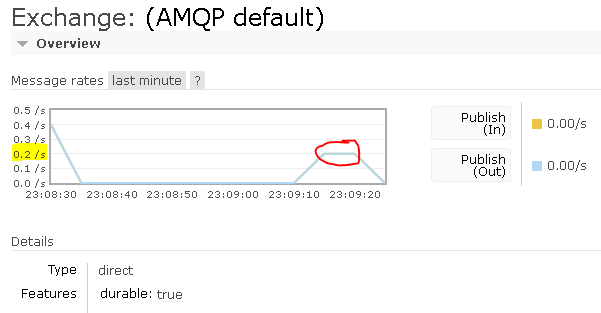 Exchange: (AMQP default)
Overview
Message rates last minute ?
0.5 /s
0.4 /s
0.3 /s
0.2 /s
0.1 /s
0.0 /s
23:08:30 23:08:40 23:08:50 23:09:00 23:09:10 23:09:20
Publish
(In)
0.00/s
Publish
(Out)
0.00/s
Details
Type direct
Features durable: true